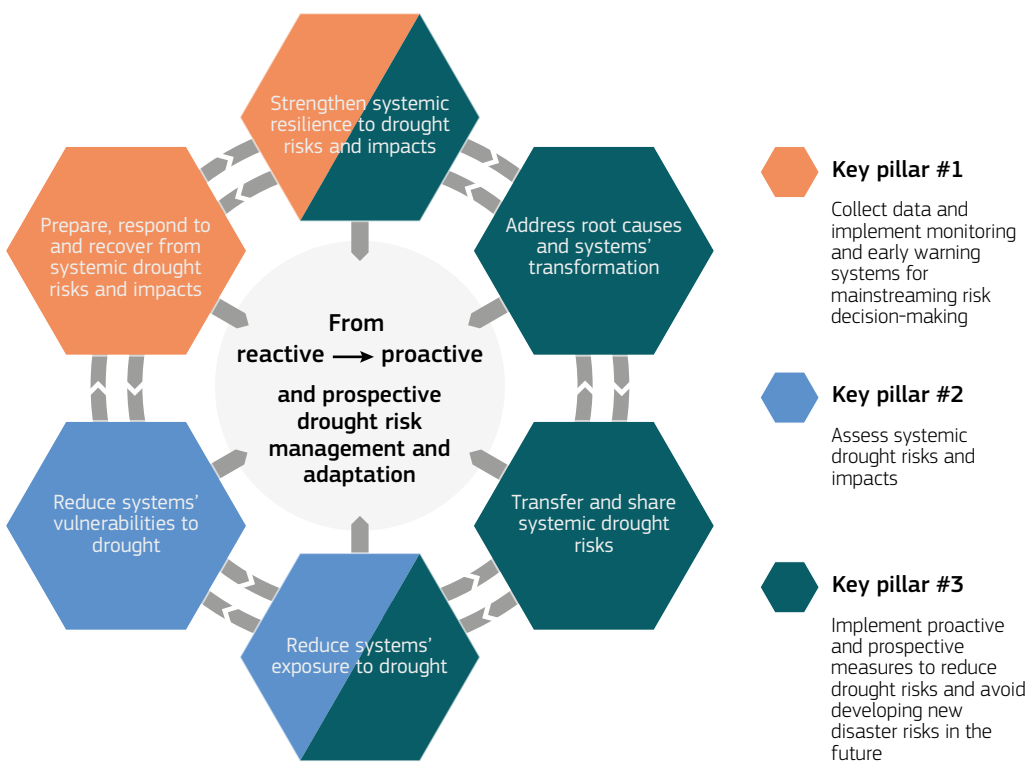 Strengthen systemic
resilience to drought
risks and impacts
Prepare, respond to
and recover from
systemic drought
risks and impacts
Address root causes
and systems'
transformation
From
reactive → proactive
and prospective
drought risk
management and
adaptation
Reduce systems'
vulnerabilities to
drought
Transfer and share
systemic drought
risks
Reduce systems'
exposure to drought
Key pillar #1
Collect data and
implement monitoring
and early warning
systems for
mainstreaming risk
decision-making
Key pillar #2
Assess systemic
drought risks and
impacts
Key pillar #3
Implement proactive
and prospective
measures to reduce
drought risks and avoid
developing new
disaster risks in the
future